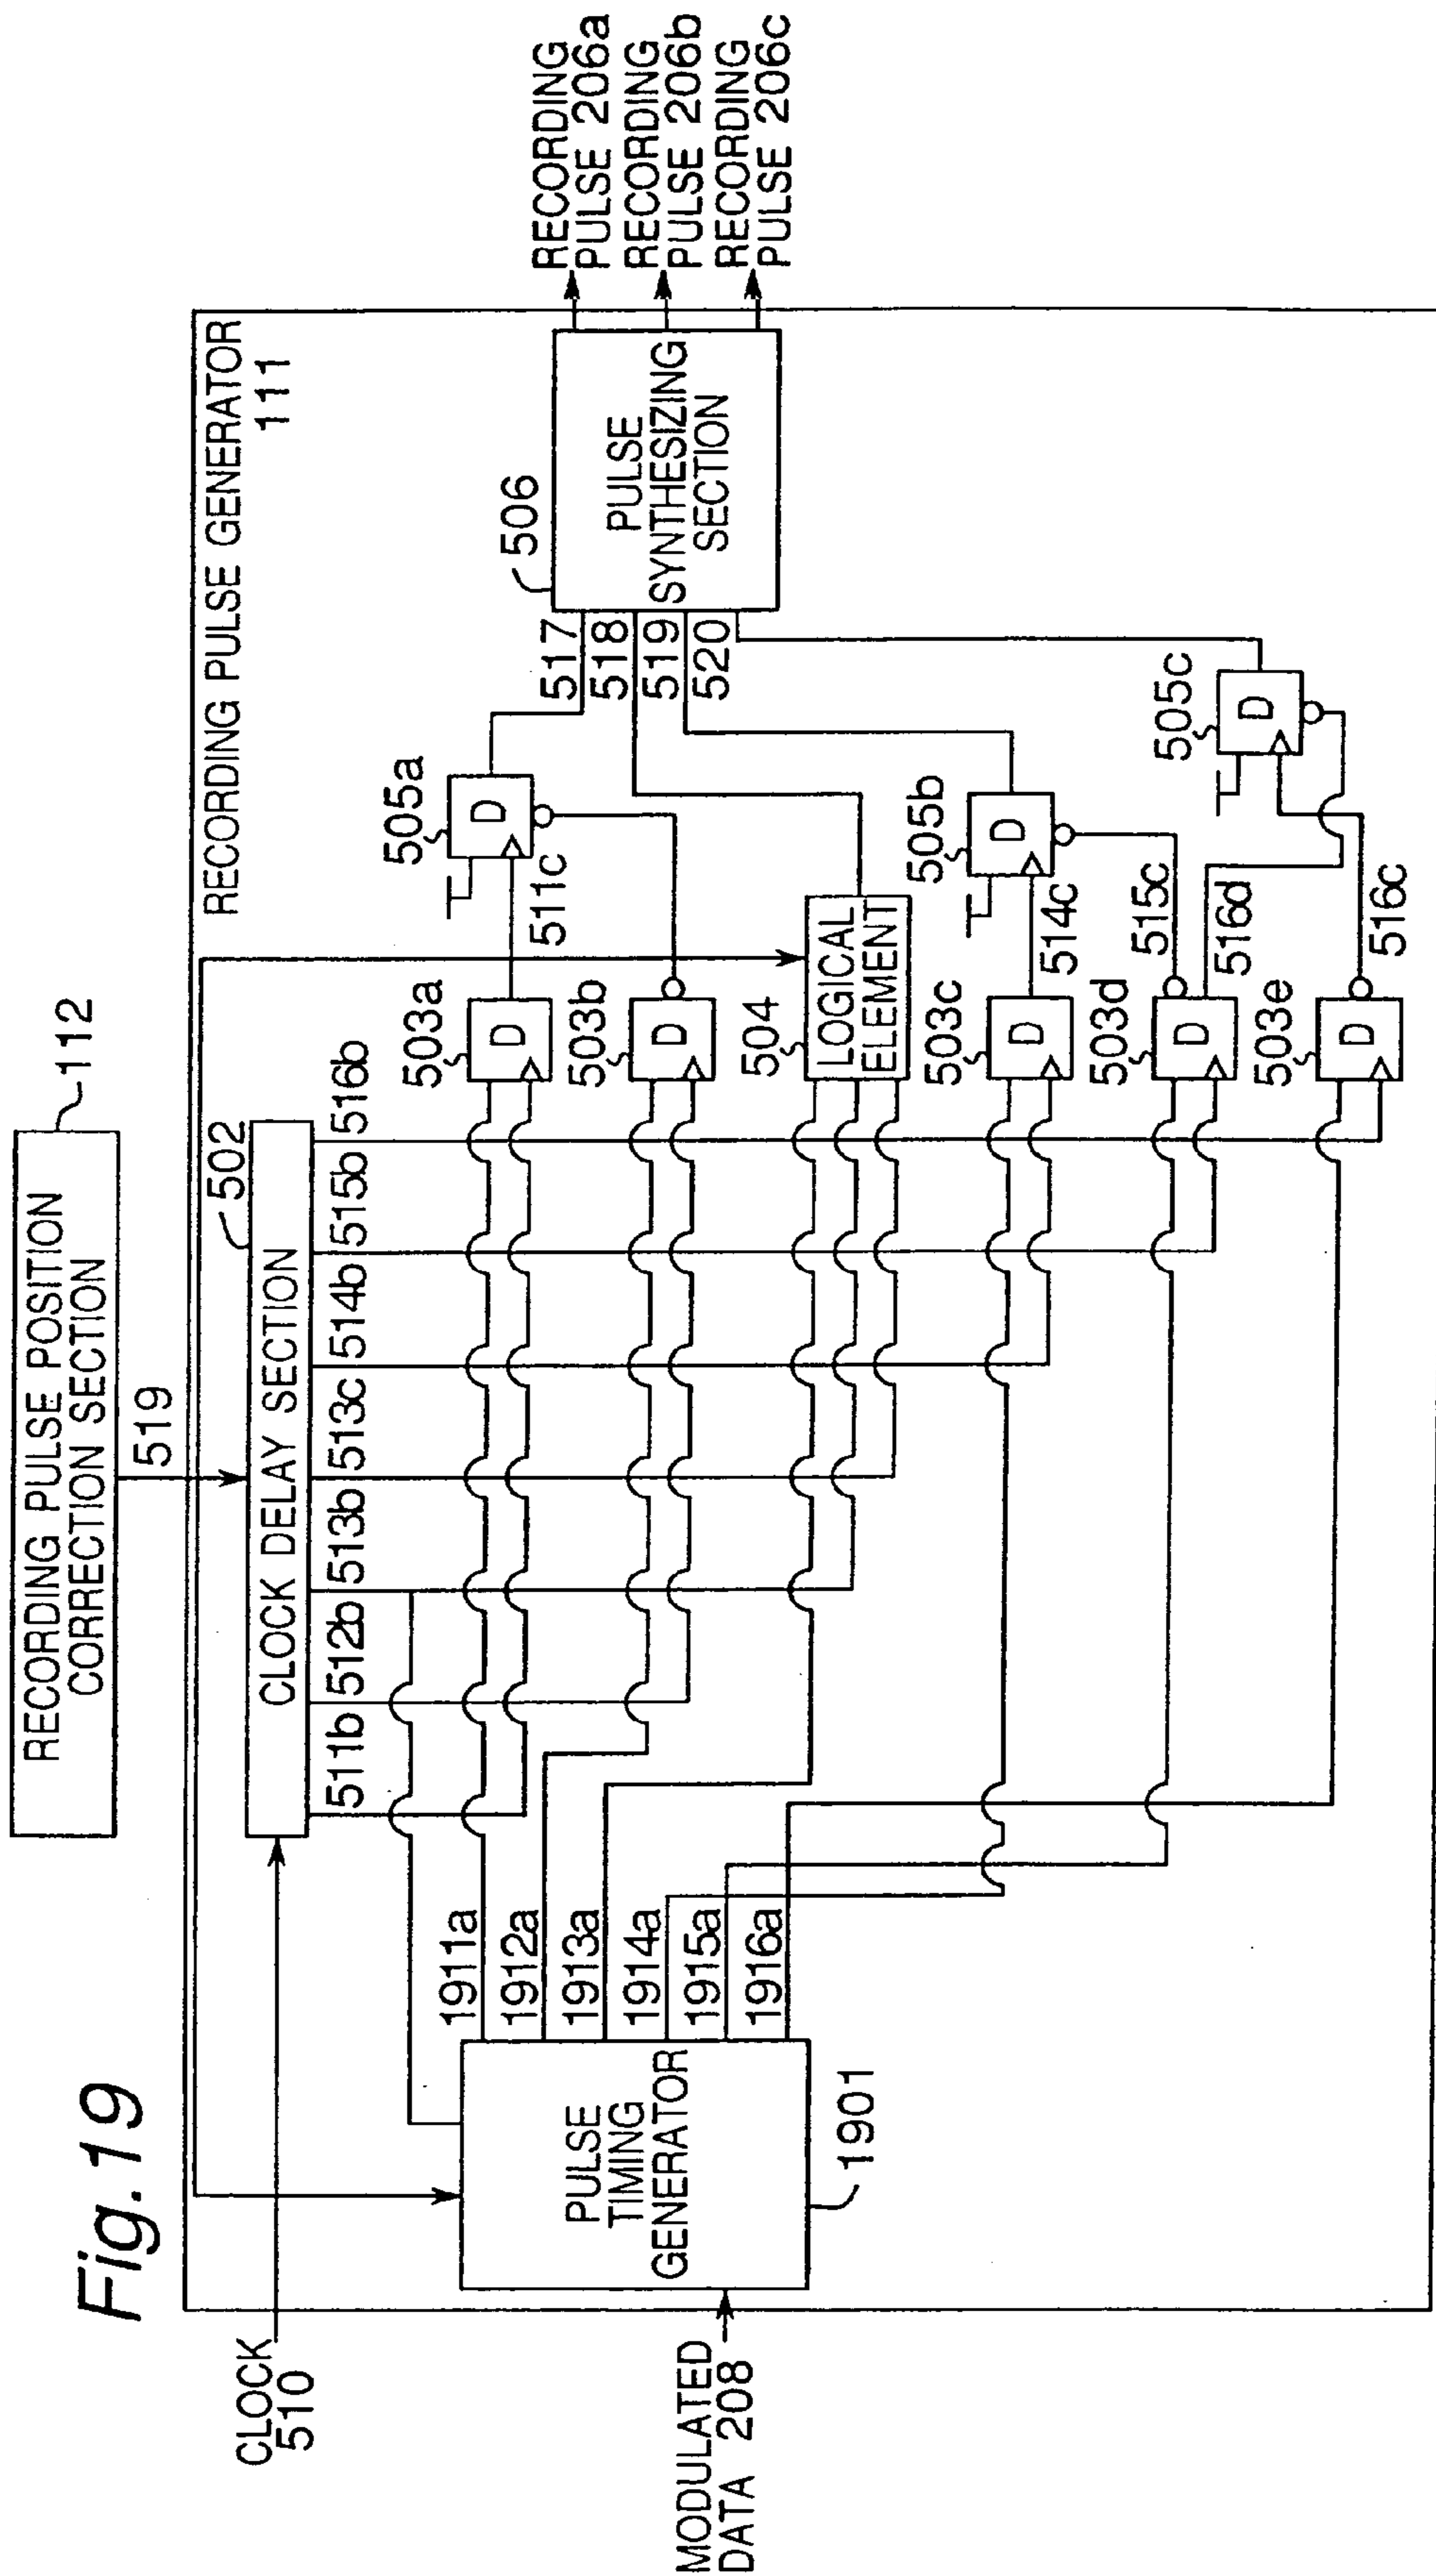 Fig.19
RECORDING PULSE POSITION
CORRECTION SECTION
112
519
RECORDING PULSE GENERATOR
111
CLOCK
510
502
CLOCK DELAY SECTION
511b
512b
513b
513c
514b
515b
516b
MODULATED
DATA 208
PULSE
TIMING
GENERATOR
1901
1911a
1912a
1913a
1914a
1915a
1916a
503a
D
503b
D
504
LOGICAL
ELEMENT
503c
D
503d
D
503e
D
511c
514c
515c
516d
516c
505a
D
505b
D
505c
D
517
518
519
520
506
PULSE
SYNTHESIZING
SECTION
RECORDING
PULSE 206a
RECORDING
PULSE 206b
RECORDING
PULSE 206c